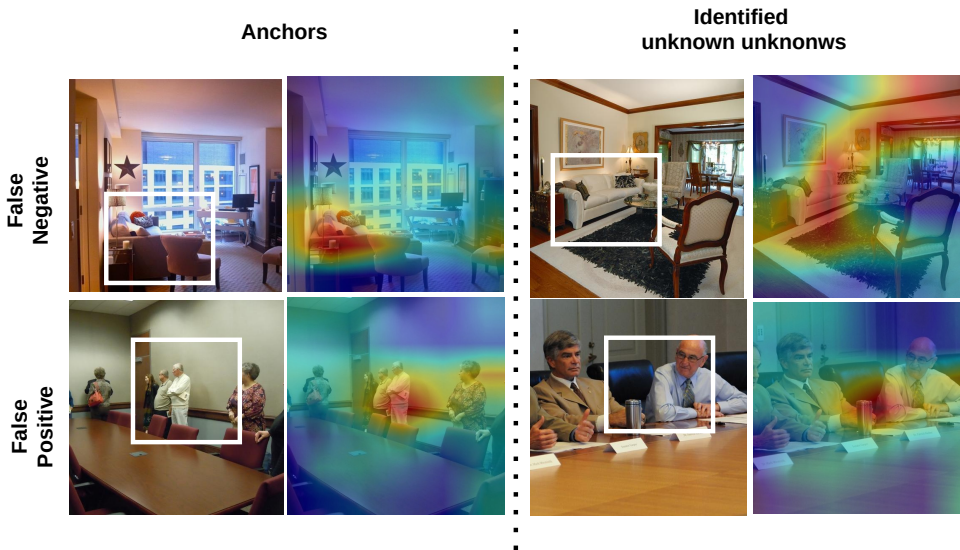 Anchors
Identified
unknown unknonws
False
Negative
False
Positive